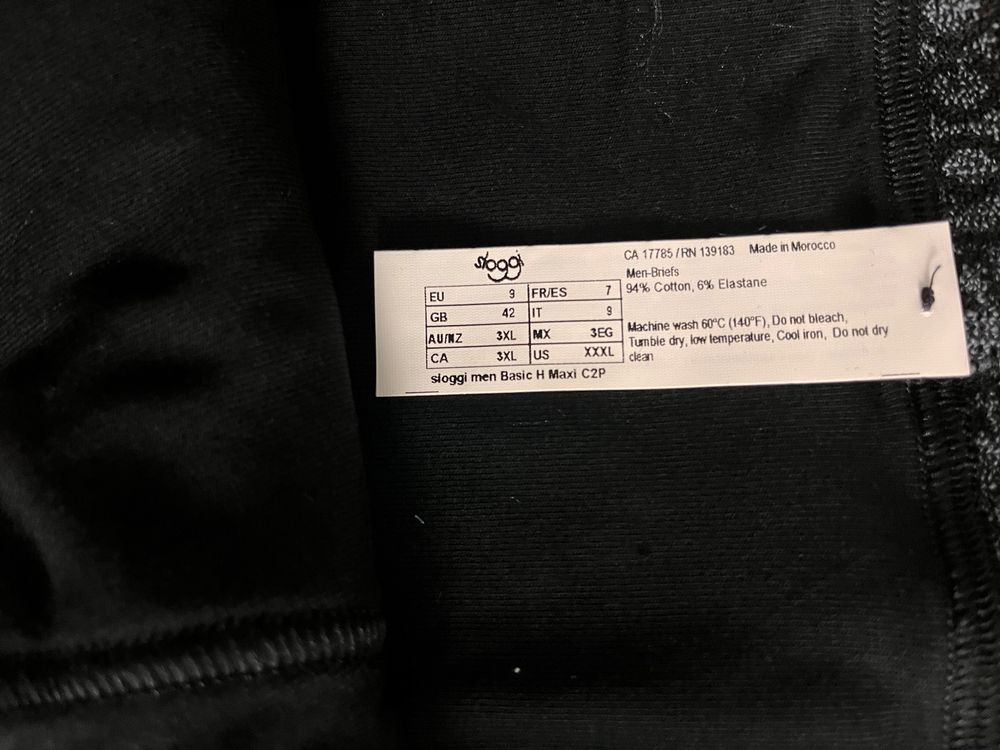 sloggi
EU 9 FR/ES 7
GB 42 IT 9
AU/NZ 3XL MX 3EG
CA 3XL US XXXL
sloggi men Basic H Maxi C2P
CA 17785 / RN 139183 Made in Morocco
Men-Briefs
94% Cotton, 6% Elastane
Machine wash 60°C (140°F), Do not bleach,
Tumble dry, low temperature, Cool iron, Do not dry
clean